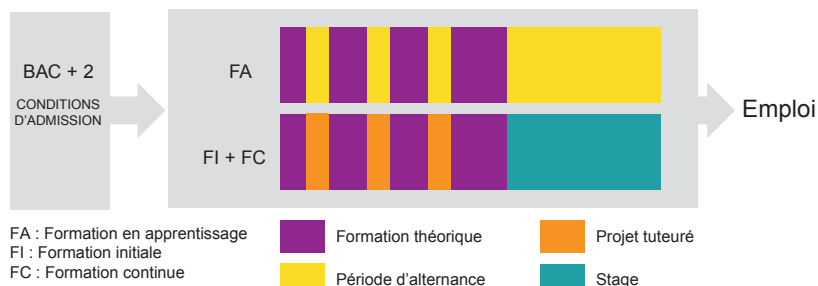 BAC + 2
CONDITIONS
D'ADMISSION
FA
FI + FC
Emploi
FA : Formation en apprentissage
FI : Formation initiale
FC : Formation continue
Formation théorique
Projet tuteuré
Période d'alternance
Stage